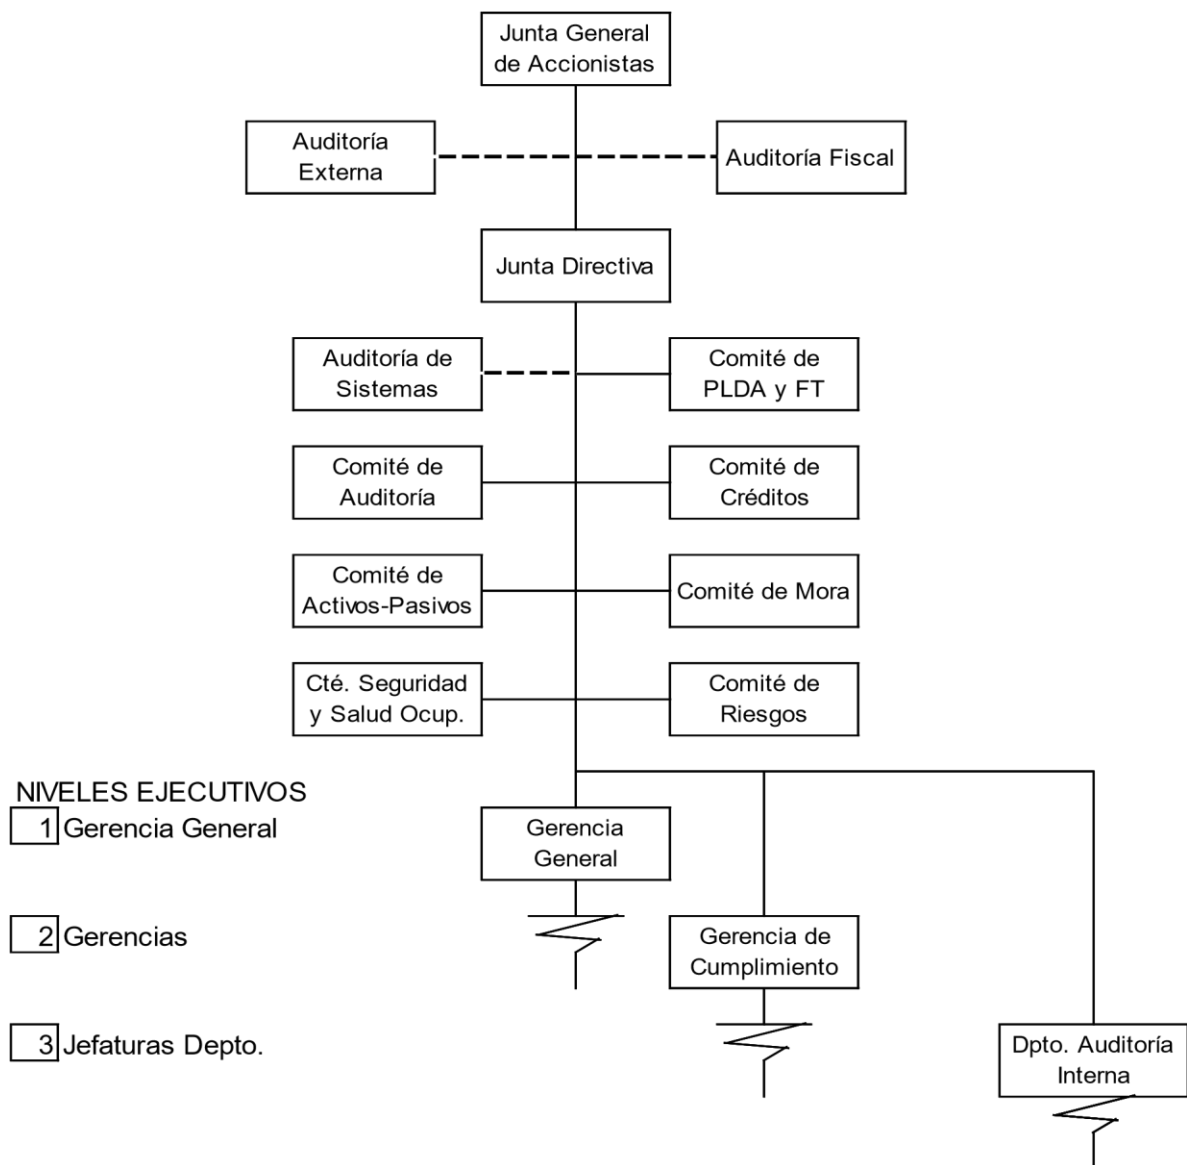 Junta General
de Accionistas
Auditoría
Externa
Auditoría Fiscal
Junta Directiva
Auditoría de
Sistemas
Comité de
PLDA y FT
Comité de
Auditoría
Comité de
Créditos
Comité de
Activos-Pasivos
Comité de Mora
Cté. Seguridad
y Salud Ocup.
Comité de
Riesgos
NIVELES EJECUTIVOS
1 Gerencia General
Gerencia
General
2 Gerencias
Gerencia de
Cumplimiento
3 Jefaturas Depto.
Dpto. Auditoría
Interna